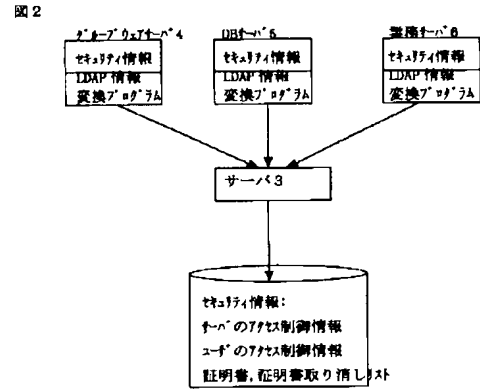 図2
グループウェアサーバ4 DBサーバ5 業務サーバ6
セキュリティ情報 セキュリティ情報 セキュリティ情報
LDAP情報 LDAP情報 LDAP情報
変換プログラム 変換プログラム 変換プログラム
サーバ3
セキュリティ情報:
サーバのアクセス制御情報
ユーザのアクセス制御情報
証明書,証明書取り消しリスト